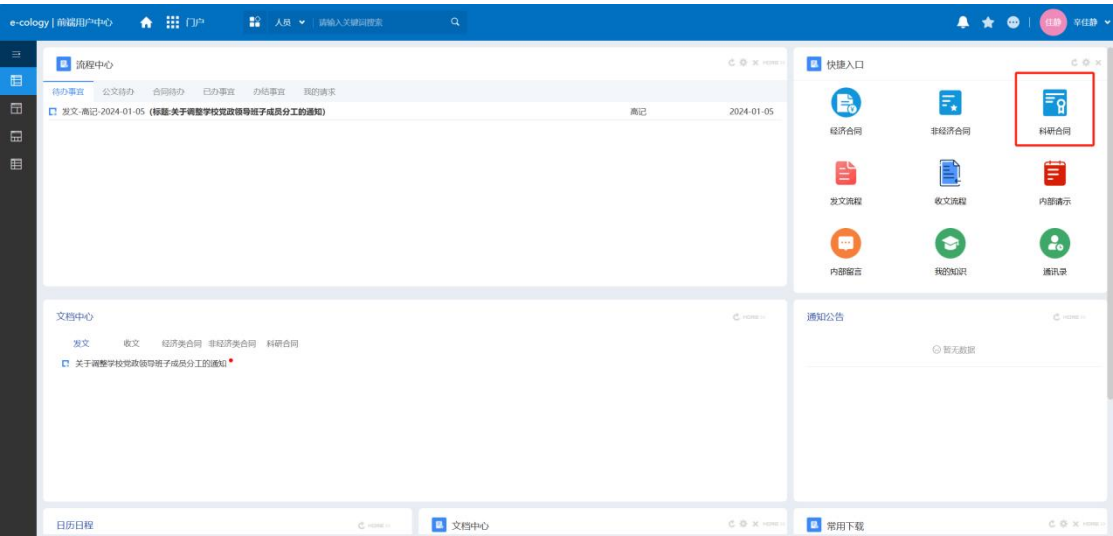 e-cology | 前端用户中心 门户 人员 请输入关键词搜索 佳静 辛佳静
流程中心 HOME
待办事宜 公文待办 合同待办 已办事宜 办结事宜 我的请求
发文-高记-2024-01-05 (标题:关于调整学校党政领导班子成员分工的通知) 高记 2024-01-05
快捷入口
经济合同 非经济合同 科研合同
发文流程 收文流程 内部请示
内部留言 我的知识 通讯录
文档中心 HOME
发文 收文 经济类合同 非经济类合同 科研合同
关于调整学校党政领导班子成员分工的通知
通知公告 HOME
暂无数据
日历日程 HOME
文档中心 HOME
常用下载 HOME